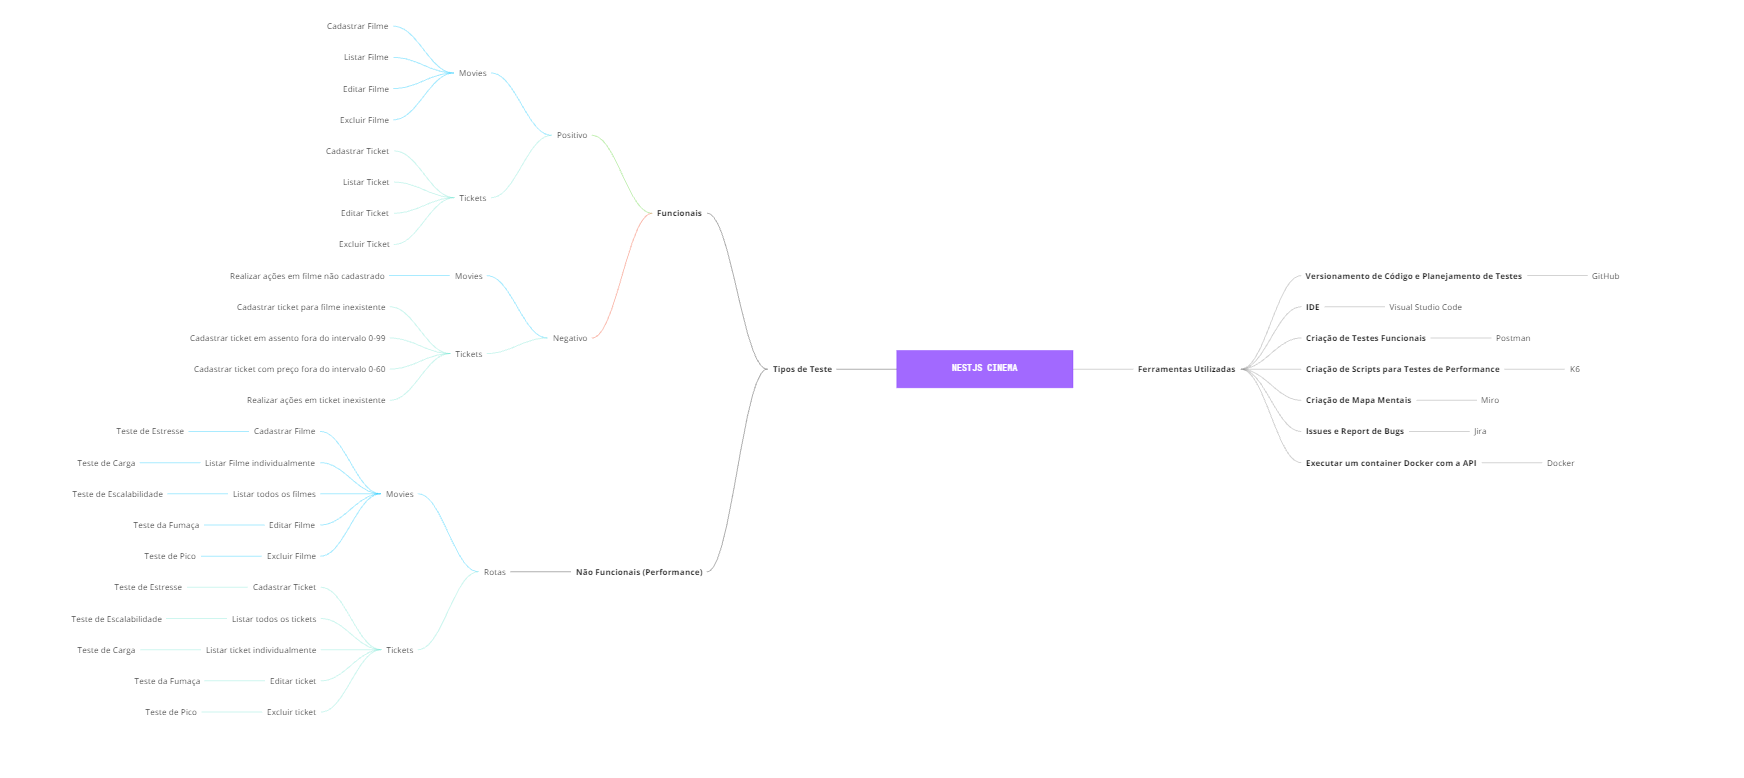 Cadastrar Filme
Listar Filme
Movies
Editar Filme
Excluir Filme
Positivo
Cadastrar Ticket
Listar Ticket
Tickets
Editar Ticket
Excluir Ticket
Funcionais
Realizar ações em filme não cadastrado
Movies
Cadastrar ticket para filme inexistente
Cadastrar ticket em assento fora do intervalo 0-99
Negativo
Tickets
Cadastrar ticket com preço fora do intervalo 0-60
Realizar ações em ticket inexistente
Tipos de Teste
NESTJS CINEMA
Teste de Estresse
Cadastrar Filme
Teste de Carga
Listar Filme individualmente
Teste de Escalabilidade
Listar todos os filmes
Movies
Teste da Fumaça
Editar Filme
Teste de Pico
Excluir Filme
Rotas
Não Funcionais (Performance)
Teste de Estresse
Cadastrar Ticket
Teste de Escalabilidade
Listar todos os tickets
Teste de Carga
Listar ticket individualmente
Tickets
Teste da Fumaça
Editar ticket
Teste de Pico
Excluir ticket
Ferramentas Utilizadas
Versionamento de Código e Planejamento de Testes
GitHub
IDE
Visual Studio Code
Criação de Testes Funcionais
Postman
Criação de Scripts para Testes de Performance
K6
Criação de Mapa Mentais
Miro
Issues e Report de Bugs
Jira
Executar um container Docker com a API
Docker